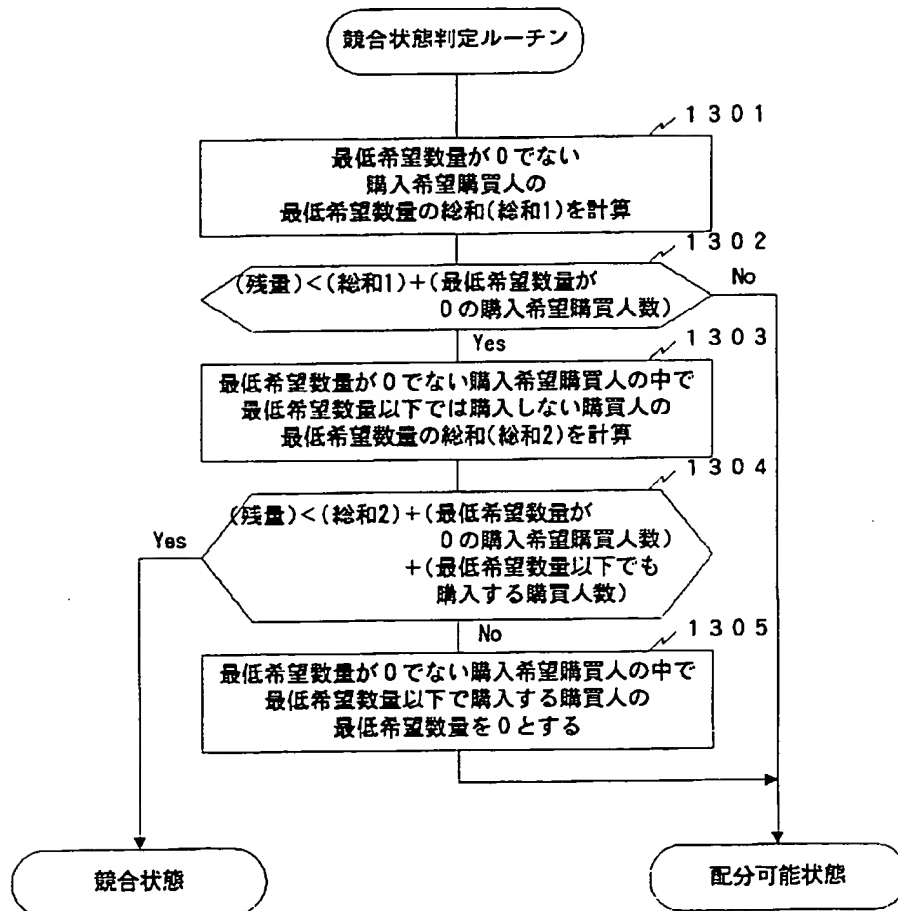 競合状態判定ルーチン
1301
最低希望数量が0でない
購入希望購買人の
最低希望数量の総和(総和1)を計算
1302
(残量)<(総和1)+(最低希望数量が
0の購入希望購買人数)
No
Yes
1303
最低希望数量が0でない購入希望購買人の中で
最低希望数量以下では購入しない購買人の
最低希望数量の総和(総和2)を計算
1304
(残量)<(総和2)+(最低希望数量が
0の購入希望購買人数)
+(最低希望数量以下でも
購入する購買人数)
Yes
No
1305
最低希望数量が0でない購入希望購買人の中で
最低希望数量以下で購入する購買人の
最低希望数量を0とする
競合状態
配分可能状態